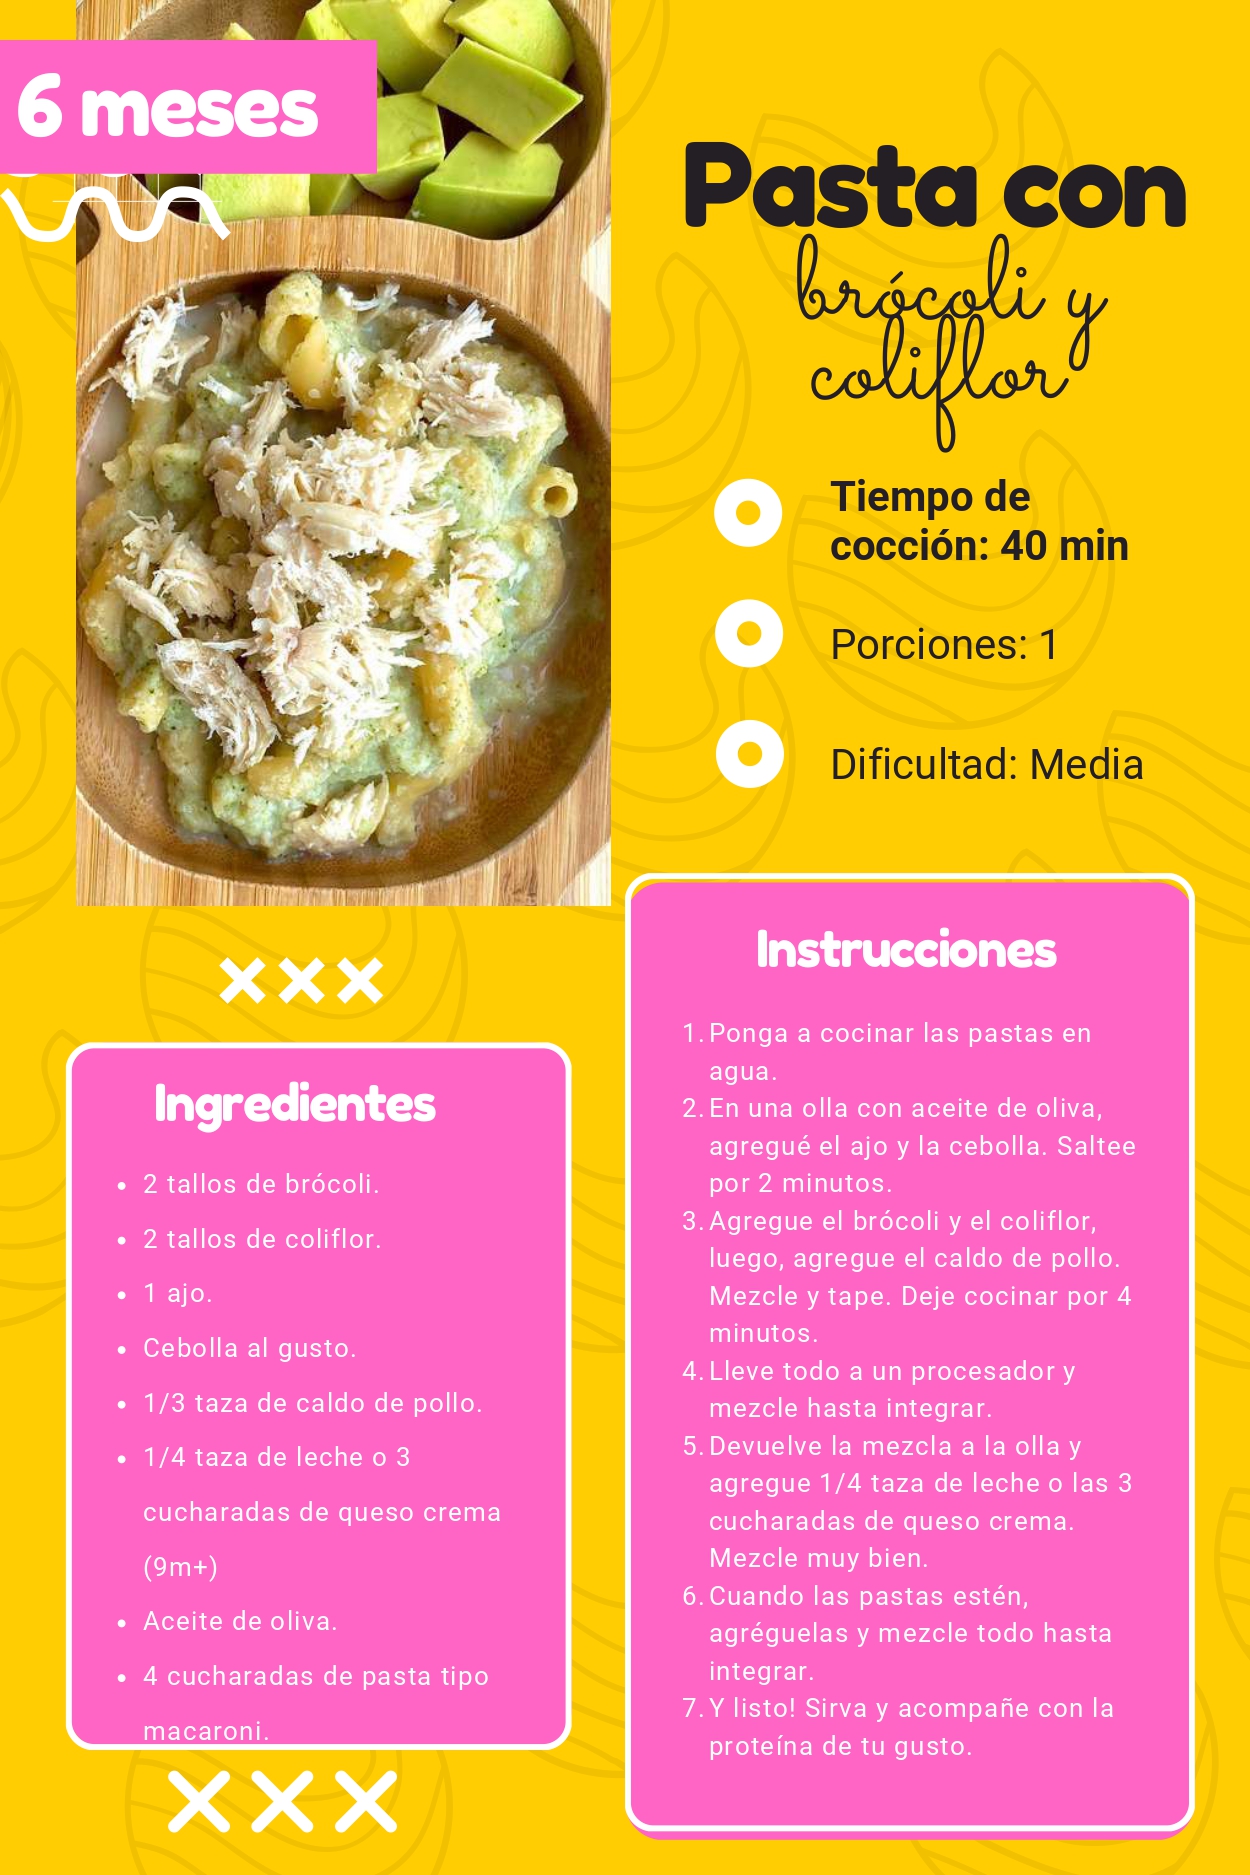 6 meses
Pasta con
brócoli y
coliflor
Tiempo de
cocción: 40 min
Porciones: 1
Dificultad: Media
Ingredientes
• 2 tallos de brócoli.
• 2 tallos de coliflor.
• 1 ajo.
• Cebolla al gusto.
• 1/3 taza de caldo de pollo.
• 1/4 taza de leche o 3
cucharadas de queso crema
(9m+)
• Aceite de oliva.
• 4 cucharadas de pasta tipo
macaroni.
Instrucciones
1. Ponga a cocinar las pastas en
agua.
2. En una olla con aceite de oliva,
agregué el ajo y la cebolla. Saltee
por 2 minutos.
3. Agregue el brócoli y el coliflor,
luego, agregue el caldo de pollo.
Mezcle y tape. Deje cocinar por 4
minutos.
4. Lleve todo a un procesador y
mezcle hasta integrar.
5. Devuelve la mezcla a la olla y
agregue 1/4 taza de leche o las 3
cucharadas de queso crema.
Mezcle muy bien.
6. Cuando las pastas estén,
agréguelas y mezcle todo hasta
integrar.
7. Y listo! Sirva y acompañe con la
proteína de tu gusto.